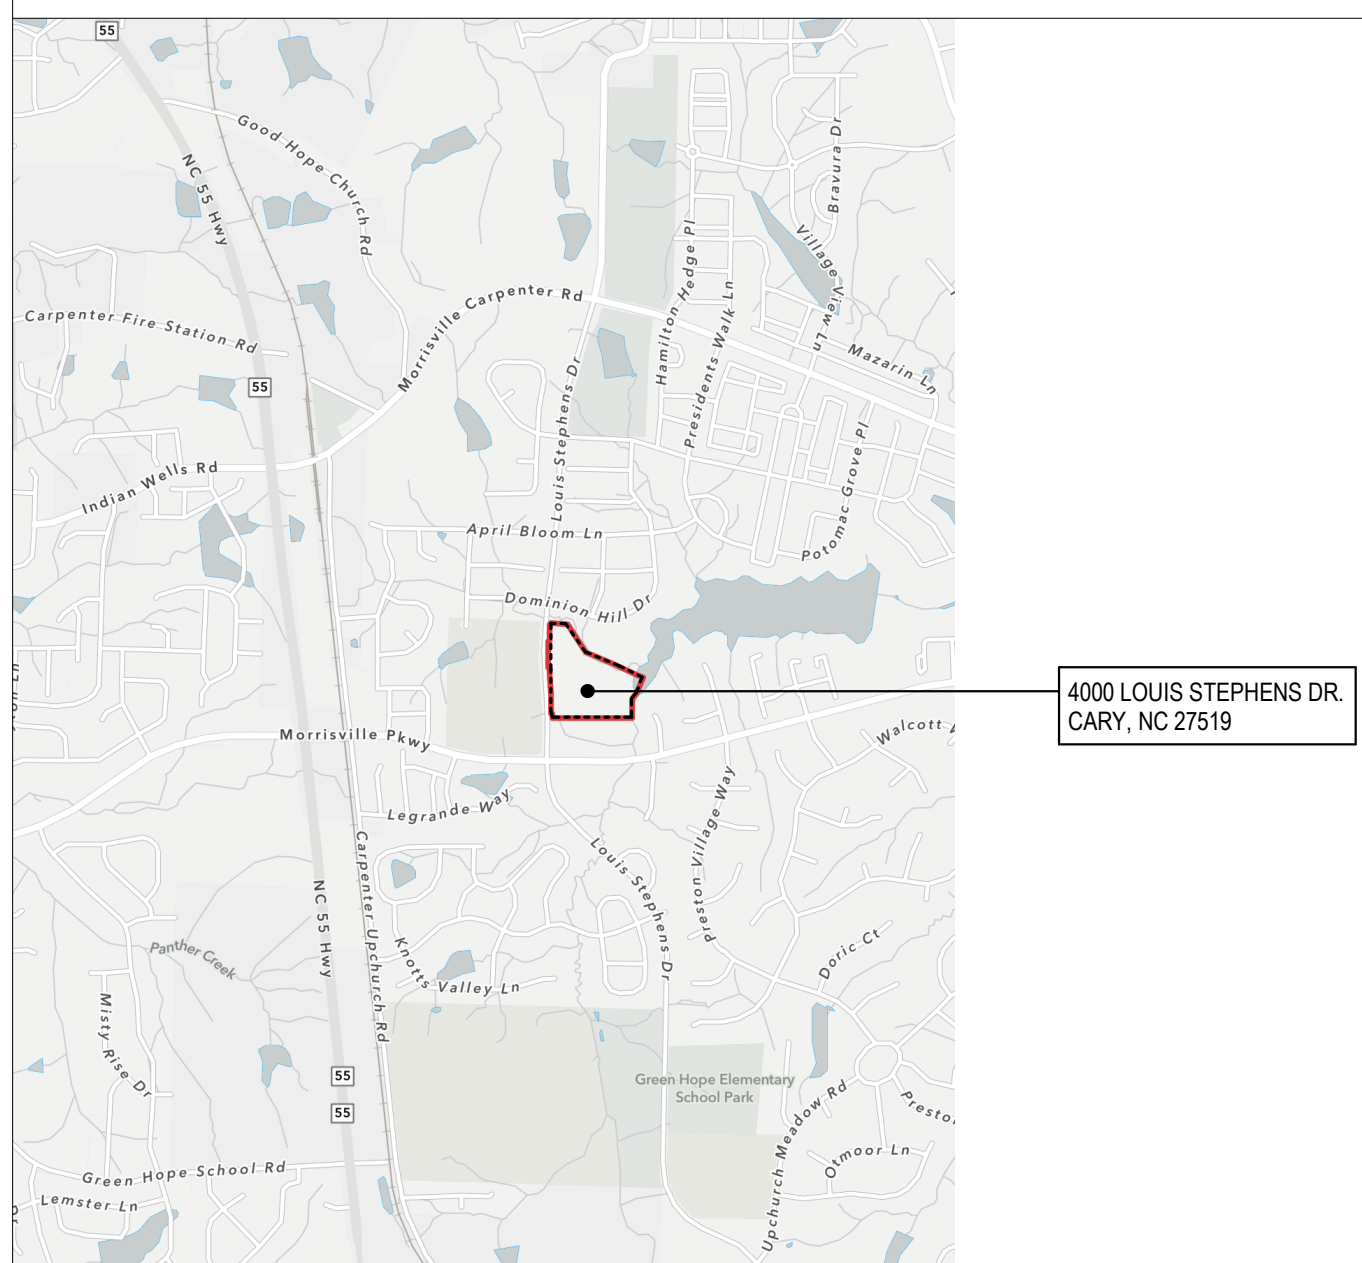 55
Good Hope Church Rd
NC 55 Hwy
Bravura Dr
Village View Ln
Hamilton Hedge Pl
Presidents Walk Ln
Morrisville Carpenter Rd
Carpenter Fire Station Rd
Mazarin Ln
55
Louis Stephens Dr
Potomac Grove Pl
Indian Wells Rd
April Bloom Ln
Dominion Hill Dr
4000 LOUIS STEPHENS DR.
CARY, NC 27519
Morrisville Pkwy
Walcott
Legrande Way
Preston Village Way
Louis Stephens Dr
Carpenter Upchurch Rd
NC 55 Hwy
Panther Creek
Knotts Valley Ln
Doric Ct
Misty Rise Dr
55
Green Hope Elementary
School Park
55
Upchurch Meadow Rd
Presto
Otmoor Ln
Green Hope School Rd
Lemster Ln
Dr